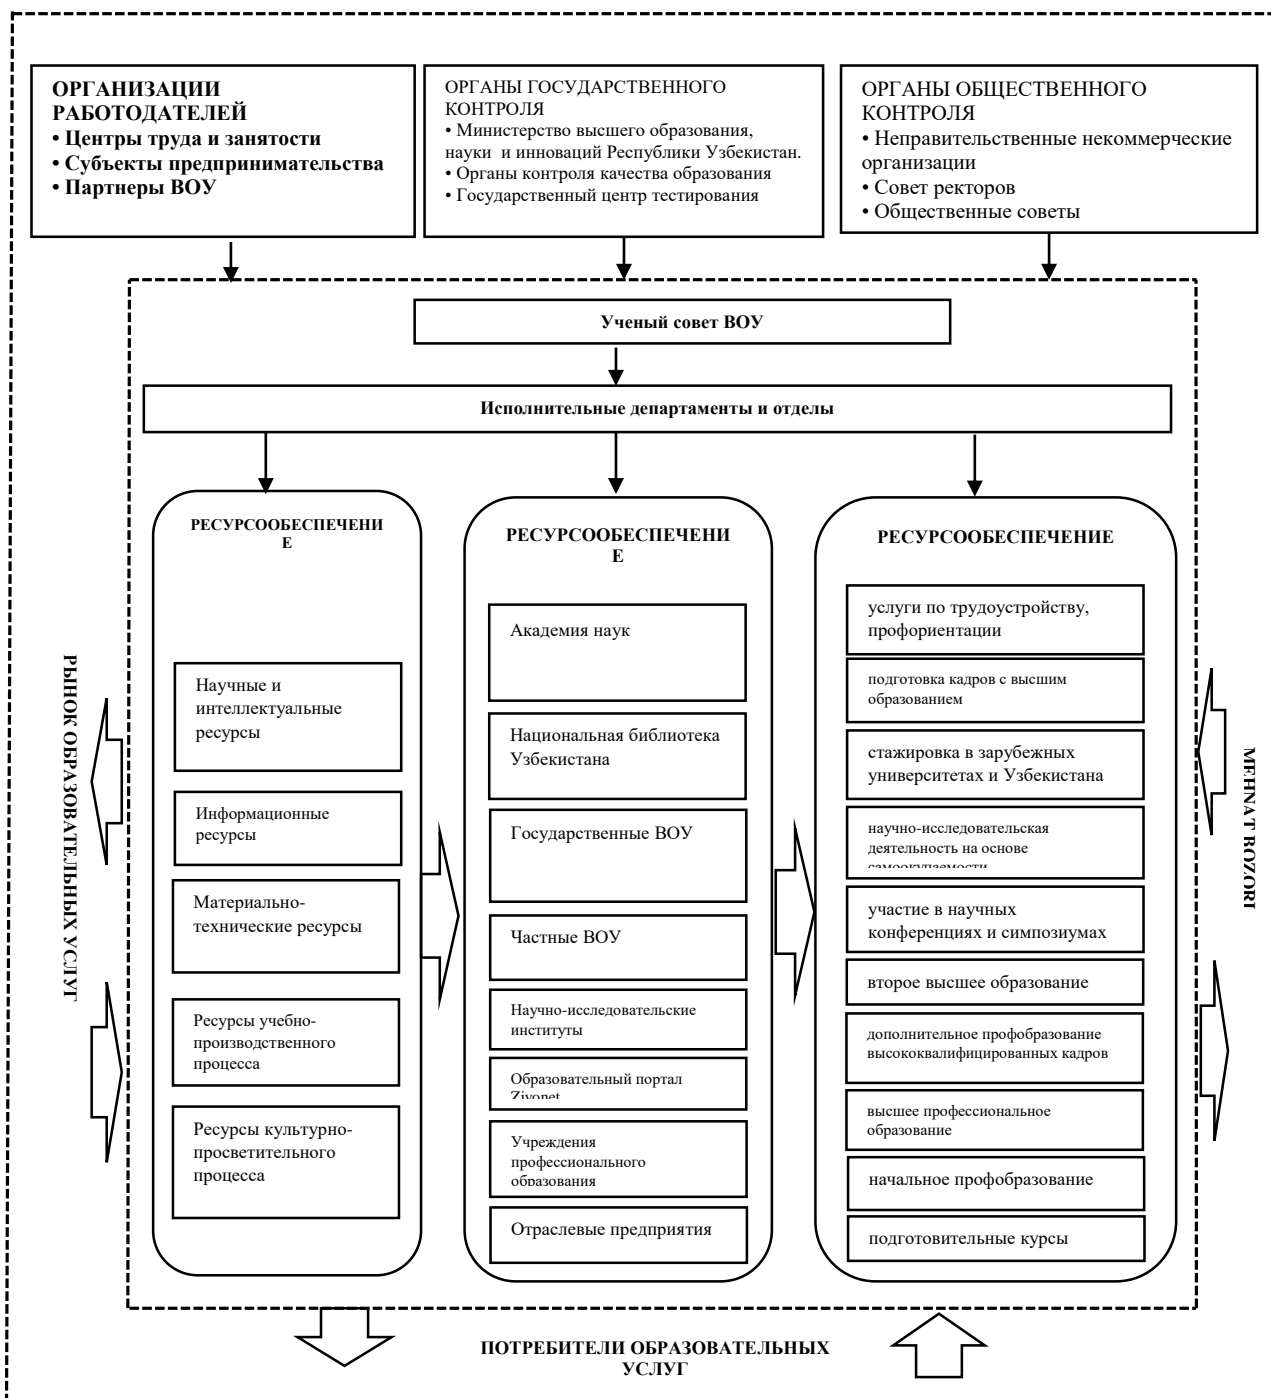 ОРГАНИЗАЦИИ
РАБОТОДАТЕЛЕЙ
• Центры труда и занятости
• Субъекты предпринимательства
• Партнеры ВОУ
ОРГАНЫ ГОСУДАРСТВЕННОГО
КОНТРОЛЯ
• Министерство высшего образования,
науки и инноваций Республики Узбекистан.
• Органы контроля качества образования
• Государственный центр тестирования
ОРГАНЫ ОБЩЕСТВЕННОГО
КОНТРОЛЯ
• Неправительственные некоммерческие
организации
• Совет ректоров
• Общественные советы
Ученый совет ВОУ
Исполнительные департаменты и отделы
РЕСУРСООБЕСПЕЧЕНИ
Е
Научные и
интеллектуальные
ресурсы
Информационные
ресурсы
Материально-
технические ресурсы
Ресурсы учебно-
производственного
процесса
Ресурсы культурно-
просветительного
процесса
РЕСУРСООБЕСПЕЧЕНИ
Е
Академия наук
Национальная библиотека
Узбекистана
Государственные ВОУ
Частные ВОУ
Научно-исследовательские
институты
Образовательный портал
Ziyonet
Учреждения
профессионального
образования
Отраслевые предприятия
РЕСУРСООБЕСПЕЧЕНИЕ
услуги по трудоустройству,
профориентации
подготовка кадров с высшим
образованием
стажировка в зарубежных
университетах и Узбекистана
научно-исследовательская
деятельность на основе
самоокупаемости
участие в научных
конференциях и симпозиумах
второе высшее образование
дополнительное профобразование
высококвалифицированных кадров
высшее профессиональное
образование
начальное профобразование
подготовительные курсы
РЫНОК ОБРАЗОВАТЕЛЬНЫХ УСЛУГ
MEHNAT BOZORI
ПОТРЕБИТЕЛИ ОБРАЗОВАТЕЛЬНЫХ
УСЛУГ